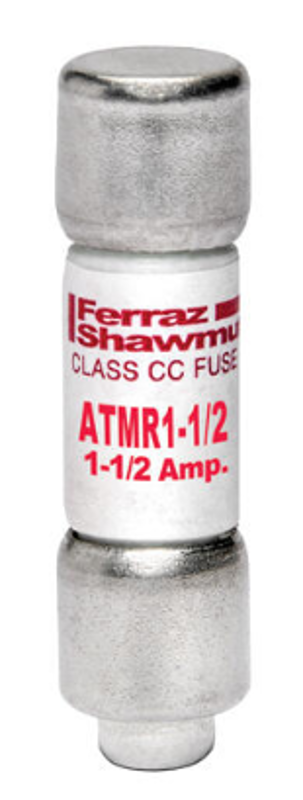 Ferraz
Shawmu
CLASS CC FUSE
ATMR1-1/2
1-1/2 Amp.